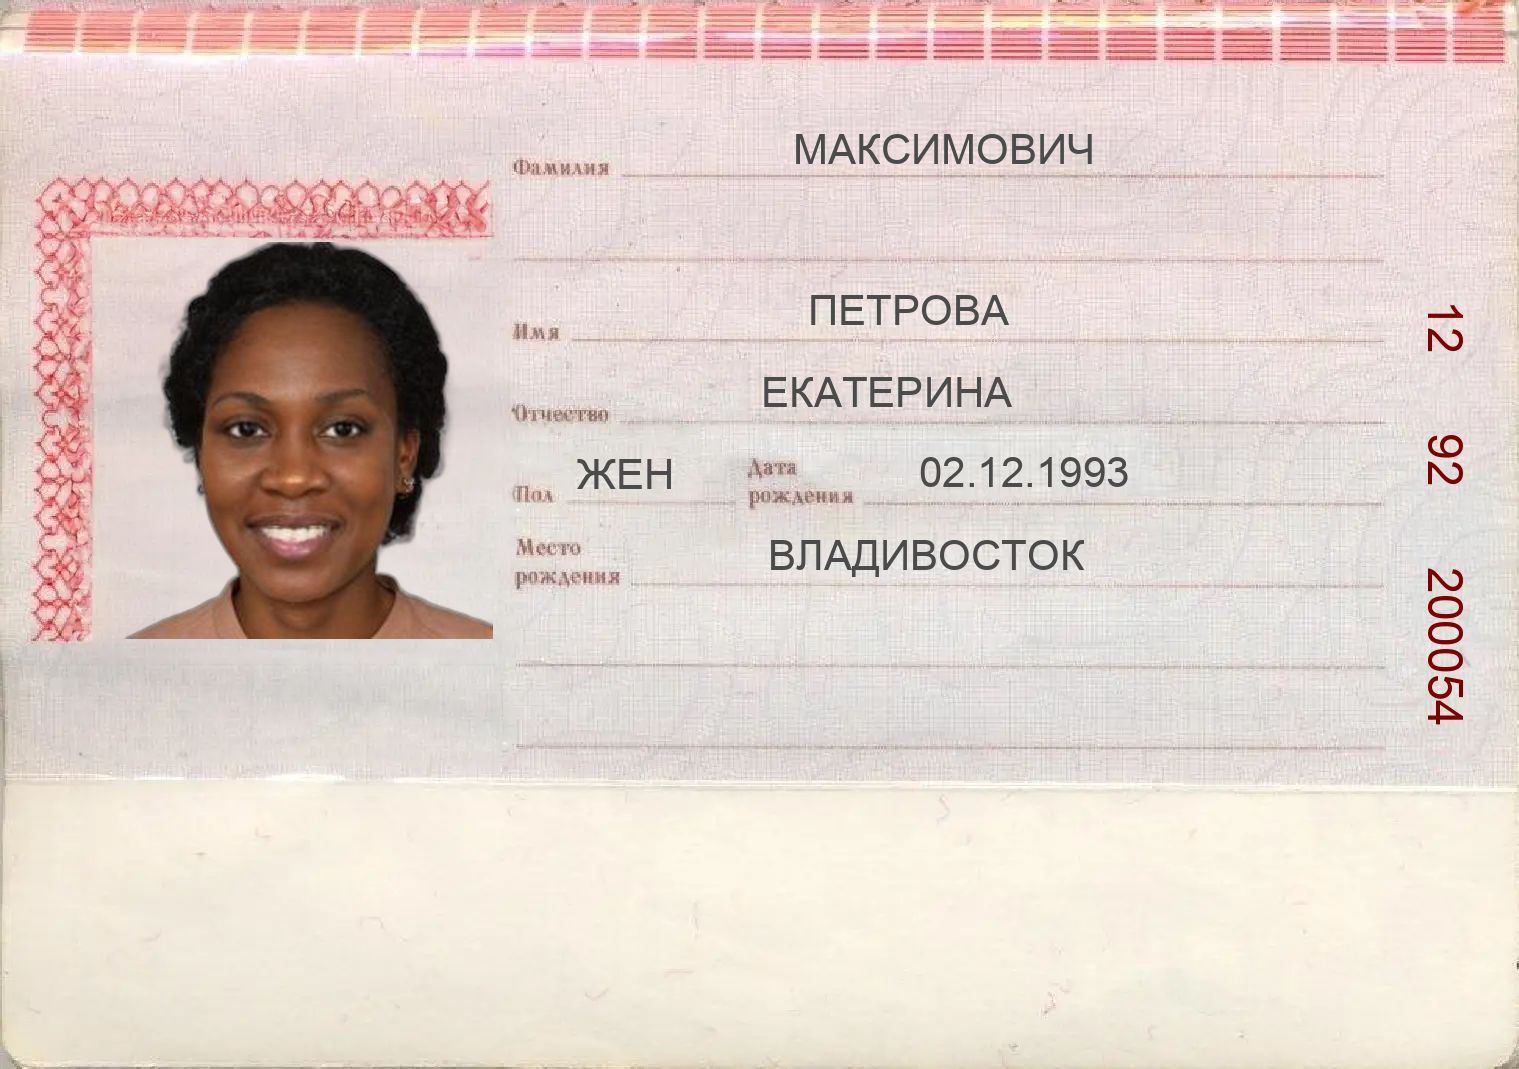 Фамилия МАКСИМОВИЧ
Имя ПЕТРОВА
Отчество ЕКАТЕРИНА
Пол ЖЕН Дата рождения 02.12.1993
Место рождения ВЛАДИВОСТОК
12 92 200054